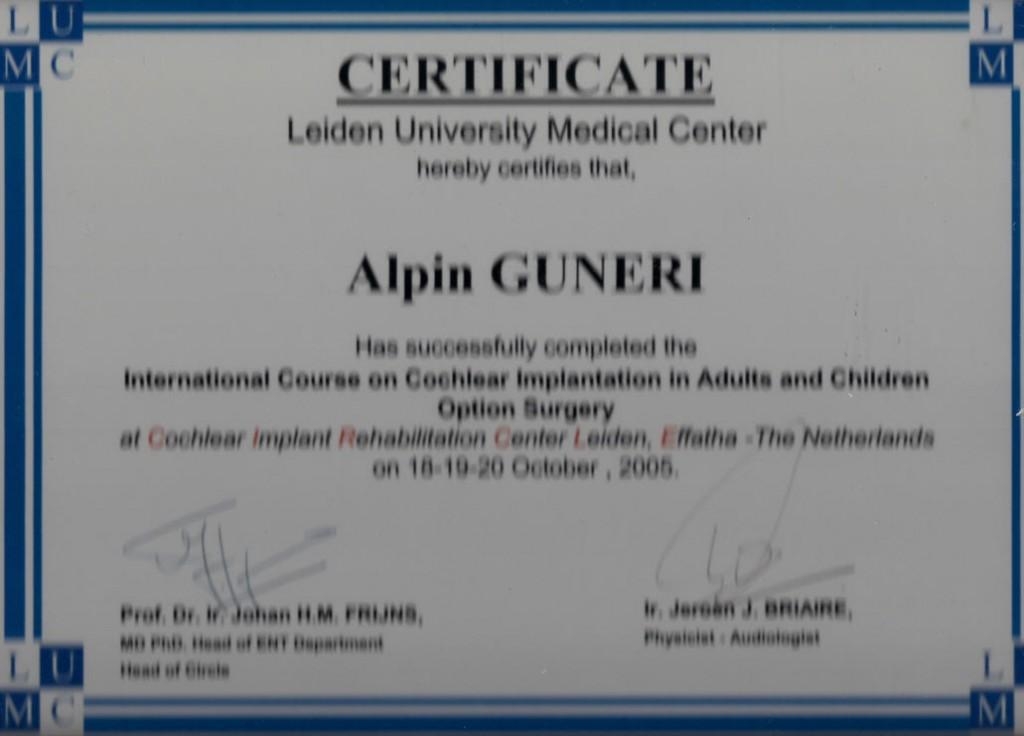 L U
M C
L
M
CERTIFICATE
Leiden University Medical Center
hereby certifies that,
Alpin GUNERI
Has successfully completed the
International Course on Cochlear Implantation in Adults and Children
Option Surgery
at Cochlear Implant Rehabilitation Center Leiden, Effatha - The Netherlands
on 18-19-20 October , 2005.
Prof. Dr. Ir. Johan H.M. FRIJNS,
MD PhD. Head of ENT Department
Head of Circle
Ir. Jeroen J. BRIAIRE,
Physicist - Audiologist
L U
M C
L
M